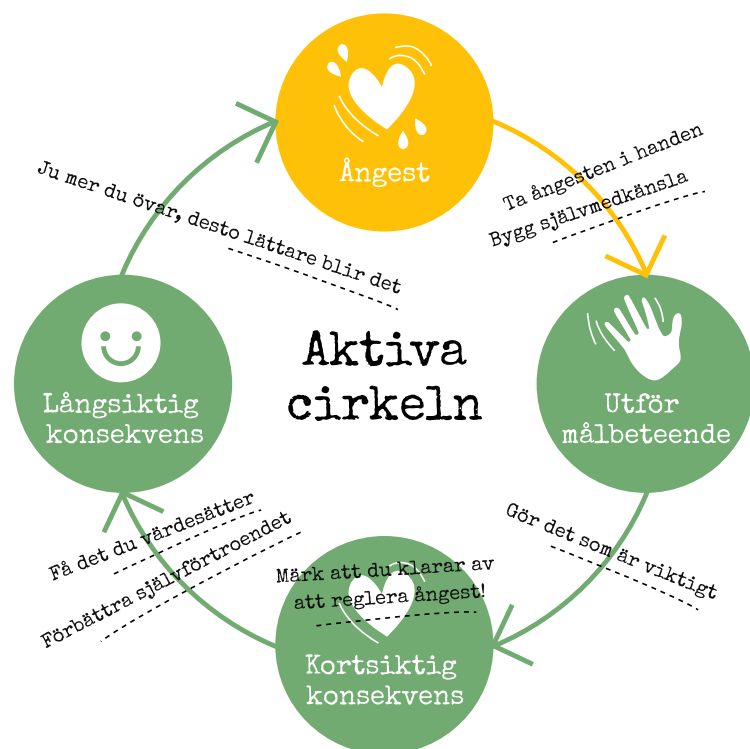 Ångest
Ta ångesten i handen
Bygg självmedkänsla
Ju mer du övar, desto lättare blir det
Aktiva
cirkeln
Långsiktig
konsekvens
Utför
målbeteende
Få det du värdesätter
Förbättra självförtroendet
Gör det som är viktigt
Märk att du klarar av
att reglera ångest!
Kortsiktig
konsekvens